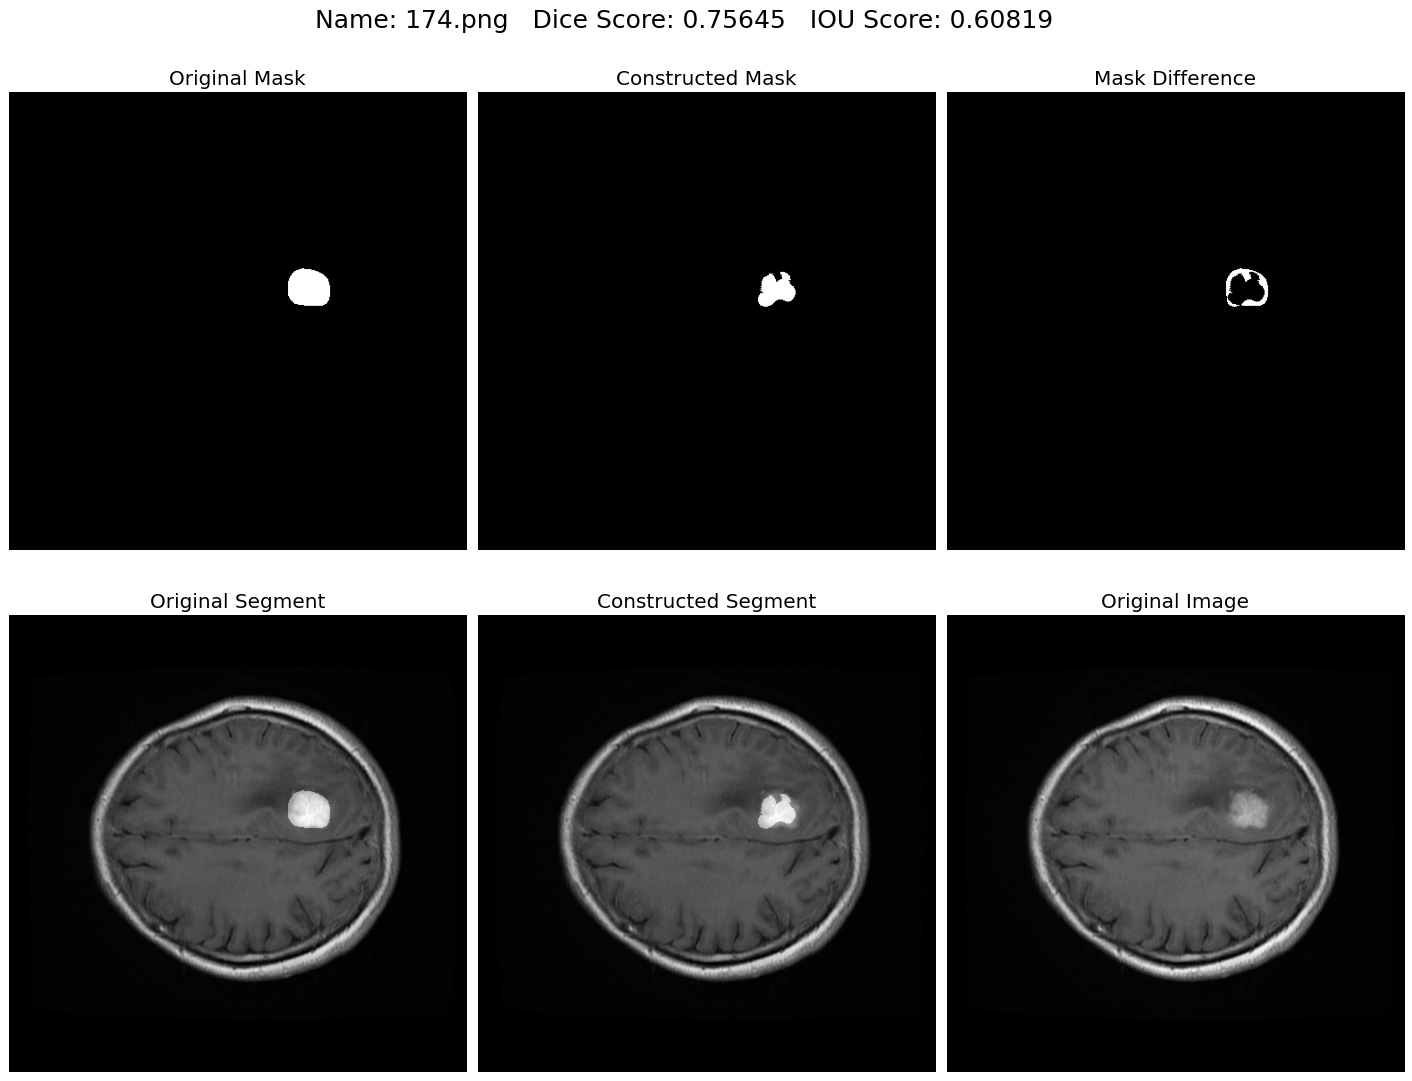 Name: 174.png   Dice Score: 0.75645   IOU Score: 0.60819
Original Mask
Constructed Mask
Mask Difference
Original Segment
Constructed Segment
Original Image